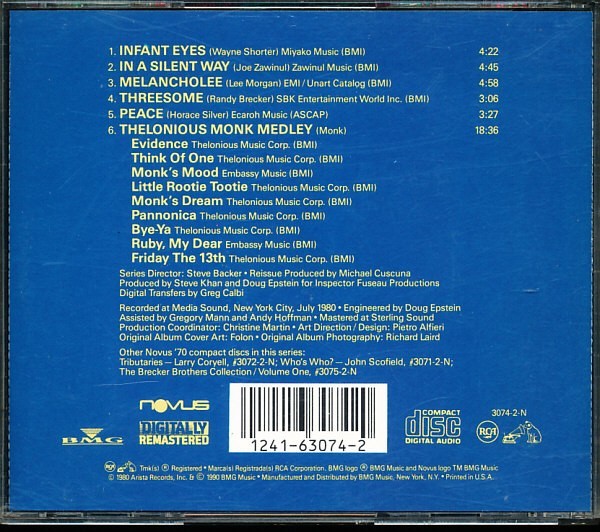 1. INFANT EYES (Wayne Shorter) Miyako Music (BMI) 4:22
2. IN A SILENT WAY (Joe Zawinul) Zawinul Music (BMI) 4:45
3. MELANCHOLEE (Lee Morgan) EMI / Unart Catalog (BMI) 4:58
4. THREESOME (Randy Brecker) SBK Entertainment World Inc. (BMI) 3:06
5. PEACE (Horace Silver) Ecaroh Music (ASCAP) 3:27
6. THELONIOUS MONK MEDLEY (Monk) 18:36
Evidence Thelonious Music Corp. (BMI)
Think Of One Thelonious Music Corp. (BMI)
Monk's Mood Embassy Music (BMI)
Little Rootie Tootie Thelonious Music Corp. (BMI)
Monk's Dream Thelonious Music Corp. (BMI)
Pannonica Thelonious Music Corp. (BMI)
Bye-Ya Thelonious Music Corp. (BMI)
Ruby, My Dear Embassy Music (BMI)
Friday The 13th Thelonious Music Corp. (BMI)
Series Director: Steve Backer • Reissue Produced by Michael Cuscuna
Produced by Steve Khan and Doug Epstein for Inspector Fuseau Productions
Digital Transfers by Greg Calbi
Recorded at Media Sound, New York City, July 1980 • Engineered by Doug Epstein
Assisted by Gregory Mann and Andy Hoffman • Mastered at Sterling Sound
Production Coordinator: Christine Martin • Art Direction / Design: Pietro Alfieri
Original Album Cover Art: Folon • Original Album Photography: Richard Laird
Other Novus '70 compact discs in this series:
Tributaries — Larry Coryell, #3072-2-N; Who's Who? — John Scofield, #3071-2-N;
The Brecker Brothers Collection / Volume One, #3075-2-N
BMG
NOVUS
DIGITALLY
REMASTERED
1241-63074-2
COMPACT
disc
DIGITAL AUDIO
3074-2-N
RCA
Tmk(s) ® Registered • Marca(s) Registrada(s) RCA Corporation. BMG logo ® BMG Music and Novus logo TM BMG Music
℗ 1980 Arista Records, Inc. & © 1990 BMG Music • Manufactured and Distributed by BMG Music, New York, N.Y. • Printed in U.S.A.